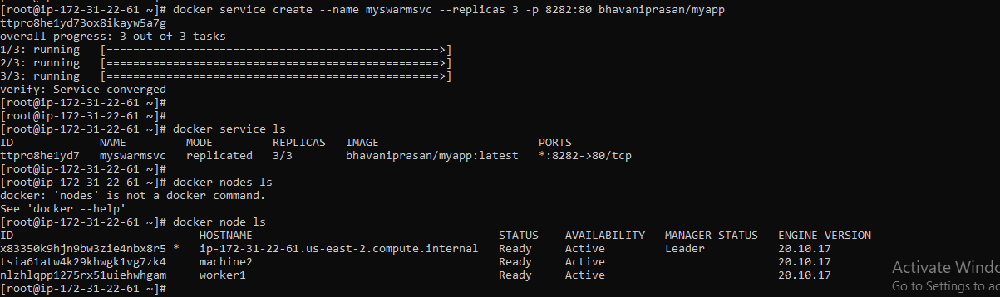 [root@ip-172-31-22-61 ~]# docker service create --name myswarmsvc --replicas 3 -p 8282:80 bhavaniprasan/myapp
ttpro8he1yd73ox8ikayw5a7g
overall progress: 3 out of 3 tasks
1/3: running   [==================================================>]
2/3: running   [==================================================>]
3/3: running   [==================================================>]
verify: Service converged
[root@ip-172-31-22-61 ~]#
[root@ip-172-31-22-61 ~]#
[root@ip-172-31-22-61 ~]# docker service ls
ID             NAME         MODE         REPLICAS   IMAGE                        PORTS
ttpro8he1yd7   myswarmsvc   replicated   3/3        bhavaniprasan/myapp:latest   *:8282->80/tcp
[root@ip-172-31-22-61 ~]#
[root@ip-172-31-22-61 ~]# docker nodes ls
docker: 'nodes' is not a docker command.
See 'docker --help'
[root@ip-172-31-22-61 ~]# docker node ls
ID                            HOSTNAME                                     STATUS    AVAILABILITY   MANAGER STATUS   ENGINE VERSION
x83350k9hjn9bw3zie4nbx8r5 *   ip-172-31-22-61.us-east-2.compute.internal   Ready     Active         Leader           20.10.17
tsia61atw4k29khwgk1vg7zk4     machine2                                     Ready     Active                          20.10.17
nlzhlqpp1275rx51uiehwhgam     worker1                                      Ready     Active                          20.10.17
[root@ip-172-31-22-61 ~]#
Activate Windo
Go to Settings to ac